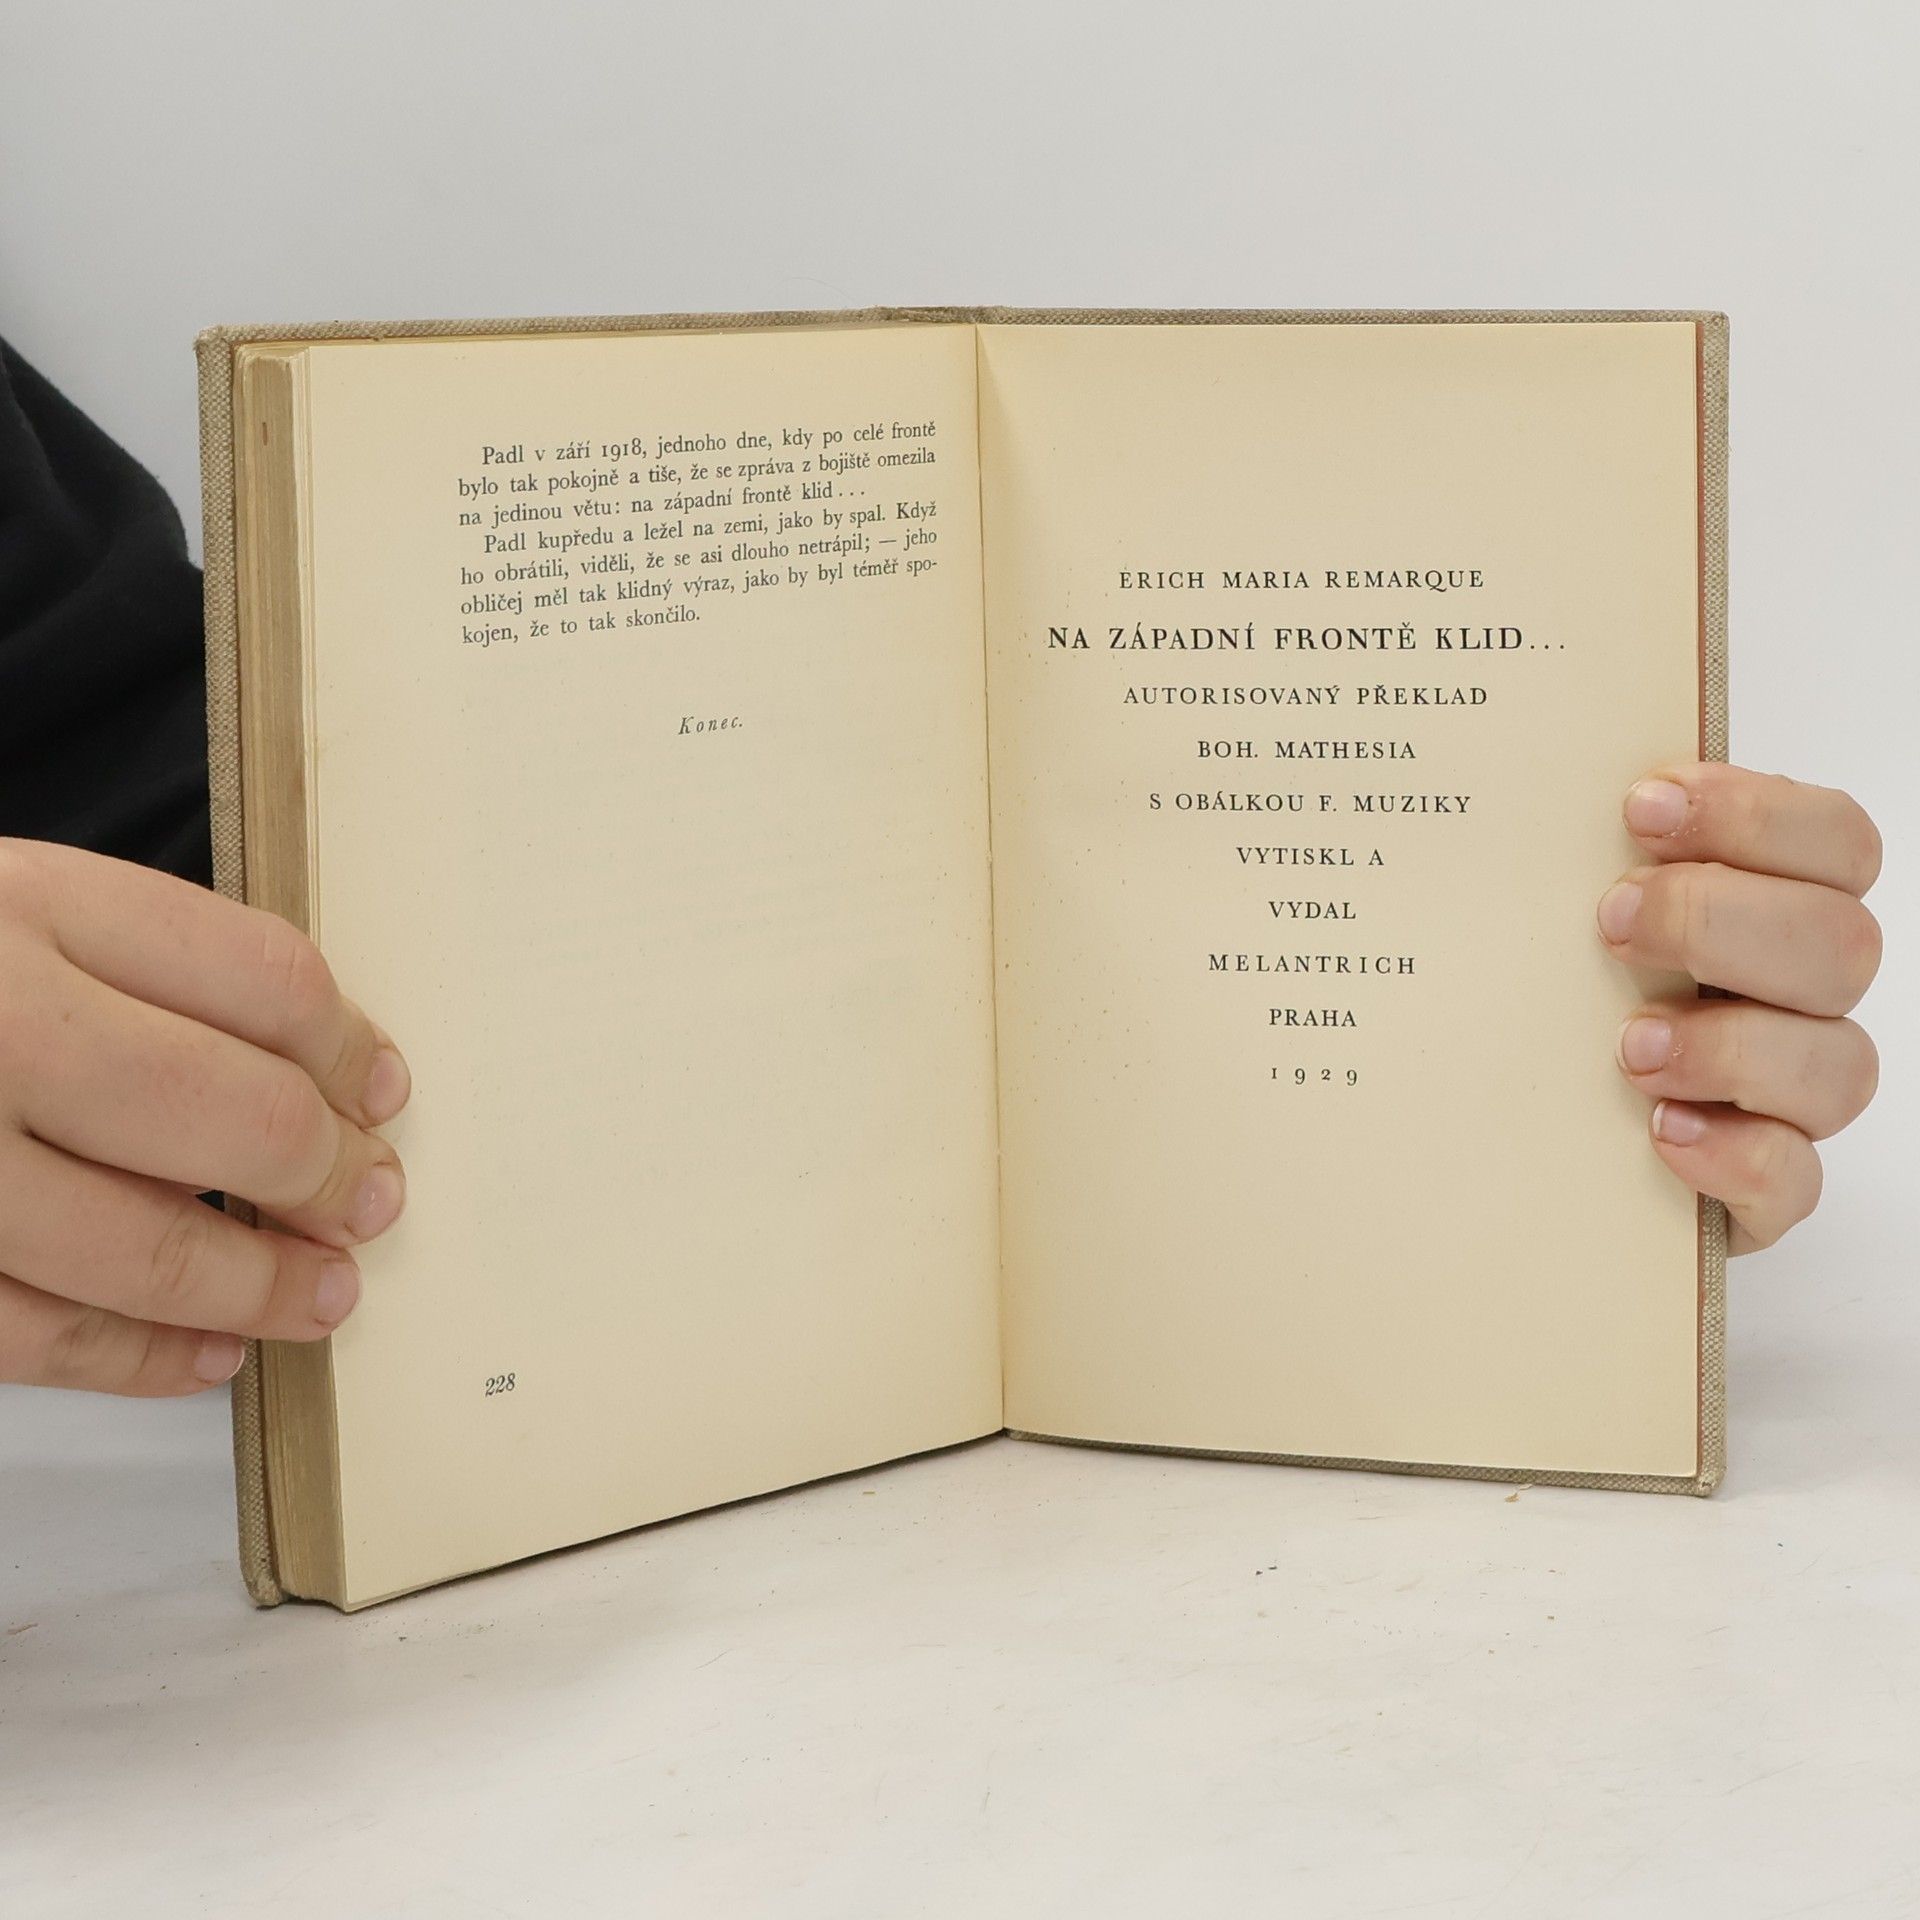 Padl v září 1918, jednoho dne, kdy po celé frontě
bylo tak pokojně a tiše, že se zpráva z bojiště omezila
na jedinou větu: na západní frontě klid...
Padl kupředu a ležel na zemi, jako by spal. Když
ho obrátili, viděli, že se asi dlouho netrápil; — jeho
obličej měl tak klidný výraz, jako by byl téměř spo-
kojen, že to tak skončilo.
Konec.
228
ERICH MARIA REMARQUE
NA ZÁPADNÍ FRONTĚ KLID...
AUTORISOVANÝ PŘEKLAD
BOH. MATHESIA
S OBÁLKOU F. MUZIKY
VYTISKL A
VYDAL
MELANTRICH
PRAHA
1929